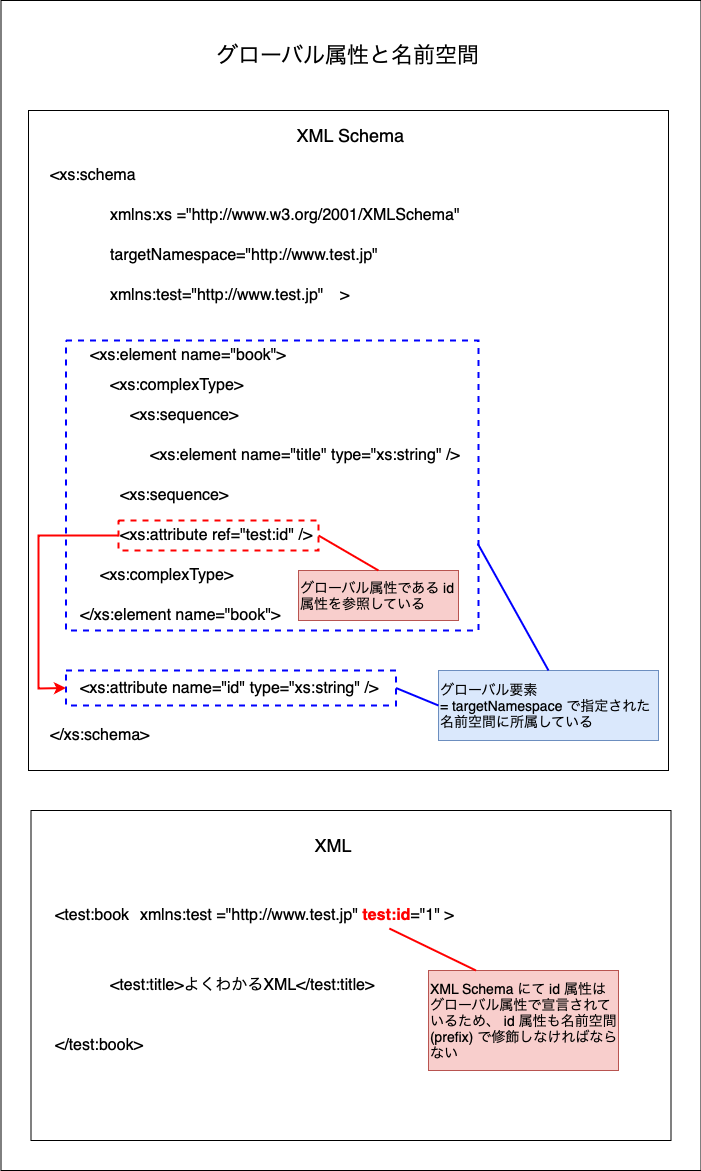 グローバル属性と名前空間
XML Schema
<xs:schema
xmlns:xs ="http://www.w3.org/2001/XMLSchema"
targetNamespace="http://www.test.jp"
xmlns:test="http://www.test.jp" >
<xs:element name="book">
<xs:complexType>
<xs:sequence>
<xs:element name="title" type="xs:string" />
<xs:sequence>
<xs:attribute ref="test:id" />
<xs:complexType>
グローバル属性である id
属性を参照している
</xs:element name="book">
<xs:attribute name="id" type="xs:string" />
グローバル要素
= targetNamespace で指定された
名前空間に所属している
</xs:schema>
XML
<test:book xmlns:test ="http://www.test.jp" test:id="1" >
<test:title>よくわかるXML</test:title>
XML Schema にて id 属性は
グローバル属性で宣言されて
いるため、 id 属性も名前空間
(prefix) で修飾しなければなら
ない
</test:book>